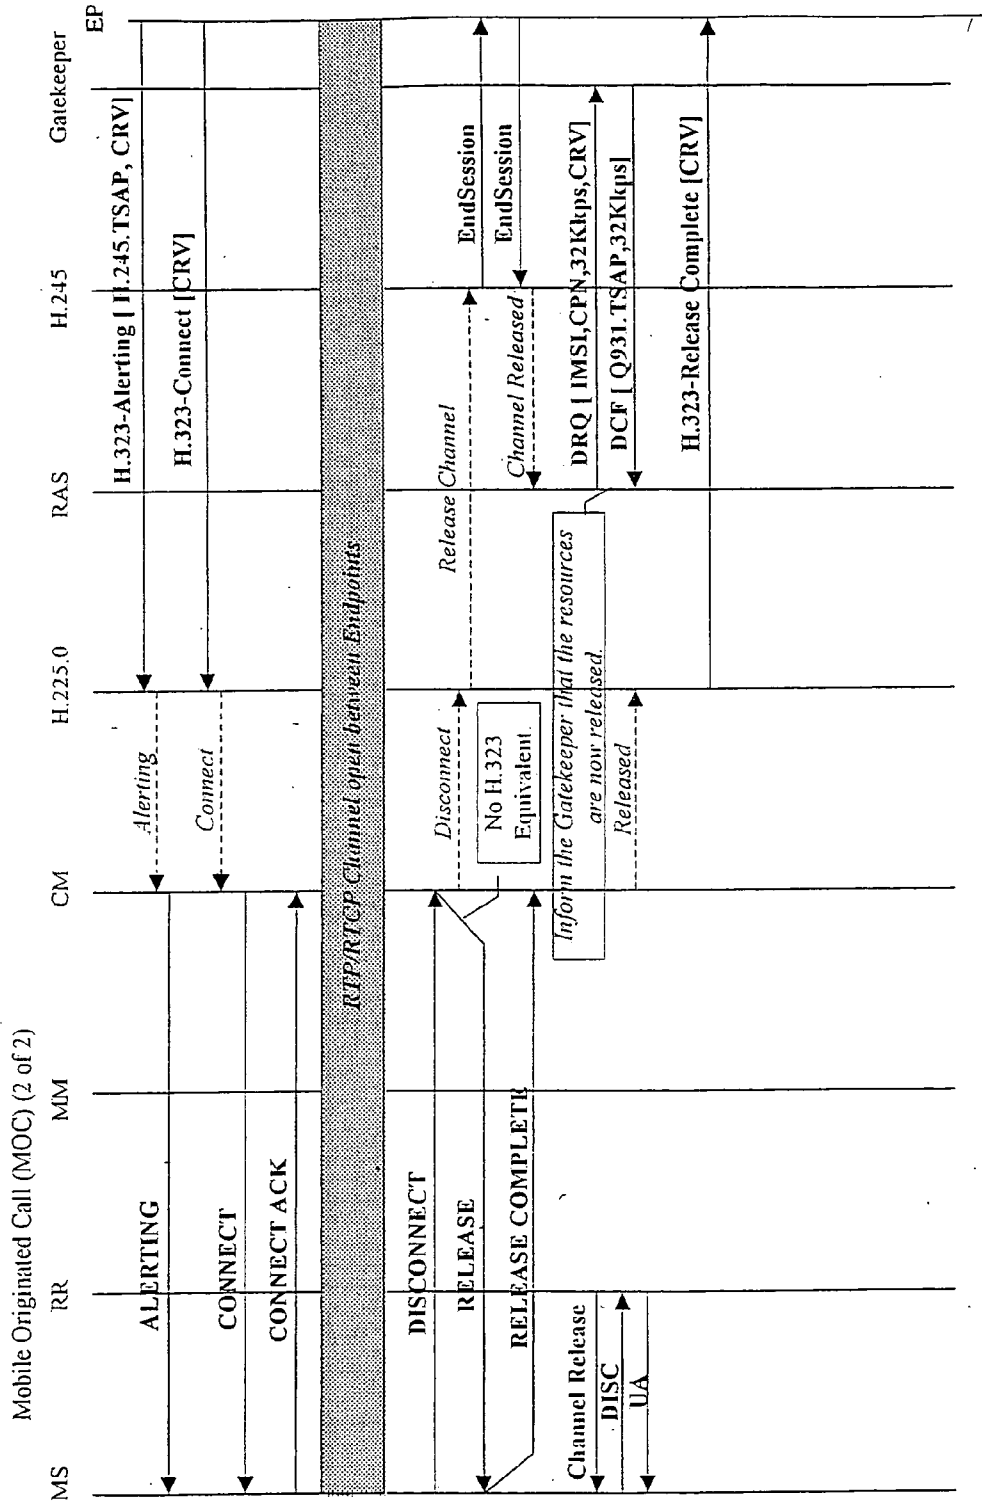 Mobile Originated Call (MOC) (2 of 2)
MS
RR
MM
CM
H.225.0
RAS
H.245
Gatekeeper
EP
H.323-Alerting [ H.245.TSAP, CRV]
Alerting
ALERTING
H.323-Connect [CRV]
Connect
CONNECT
CONNECT ACK
RTP/RTCP Channel open between Endpoints
DISCONNECT
Disconnect
Release Channel
EndSession
RELEASE
No H.323
Equivalent.
EndSession
Channel Released
RELEASE COMPLETE
Inform the Gatekeeper that the resources
are now released.
DRQ [ IMSI,CPN,32Kkps,CRV]
Channel Release
DISC
UA
DCF [ Q931.TSAP,32Kkps]
Released
H.323-Release Complete [CRV]